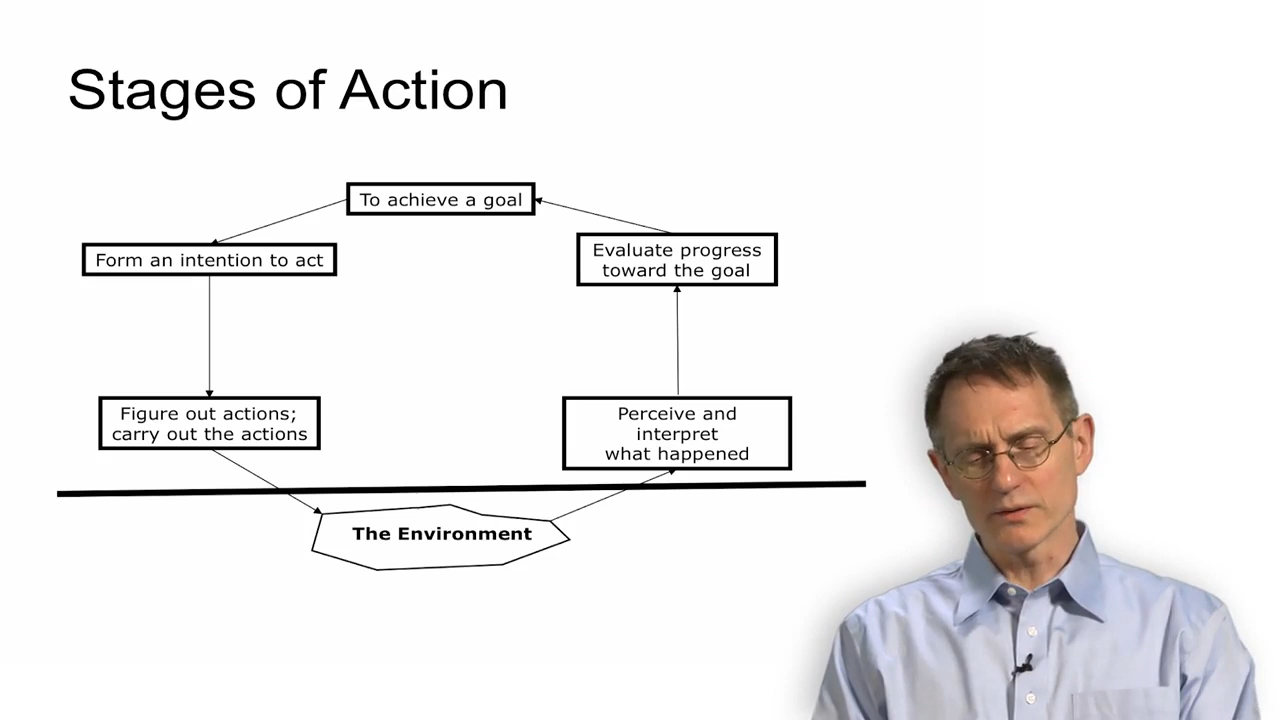 Stages of Action
To achieve a goal
Form an intention to act
Evaluate progress
toward the goal
Figure out actions;
carry out the actions
Perceive and
interpret
what happened
The Environment